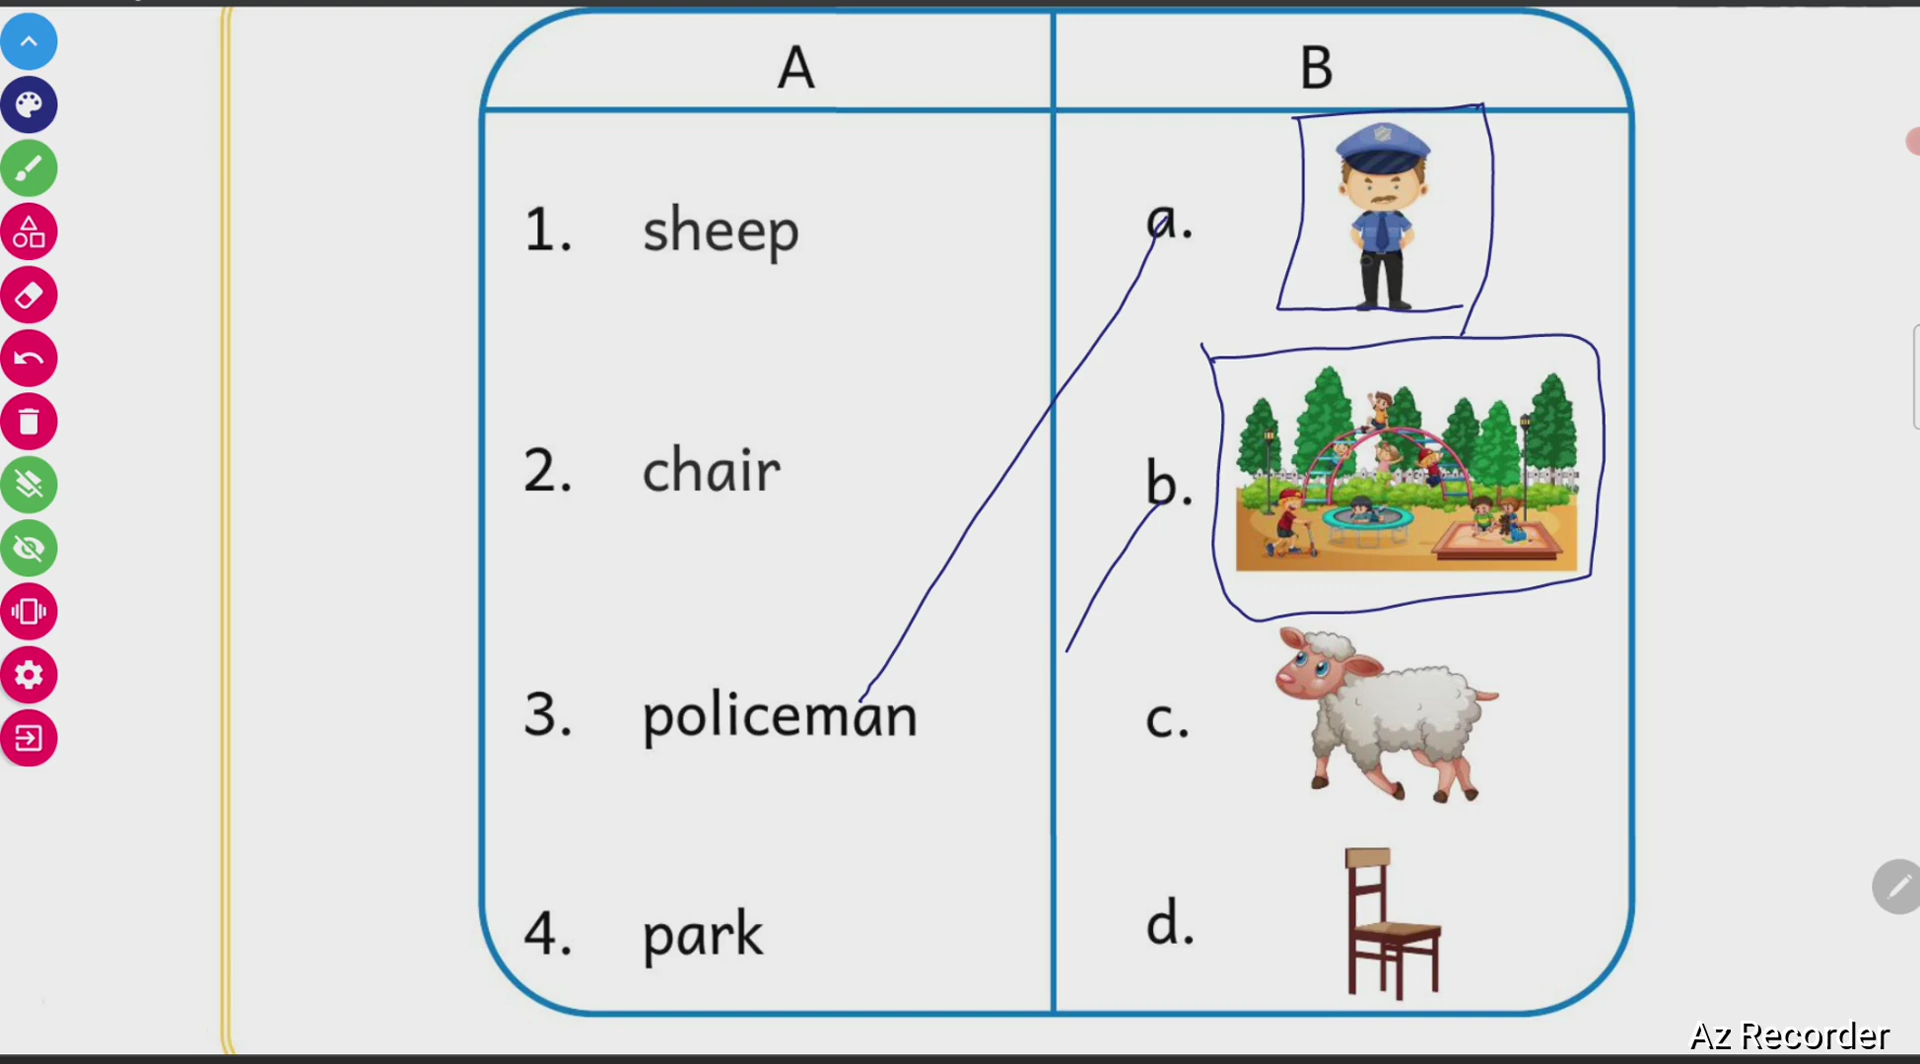 A B
1. sheep a.
2. chair b.
3. policeman c.
4. park d.
Az Recorder